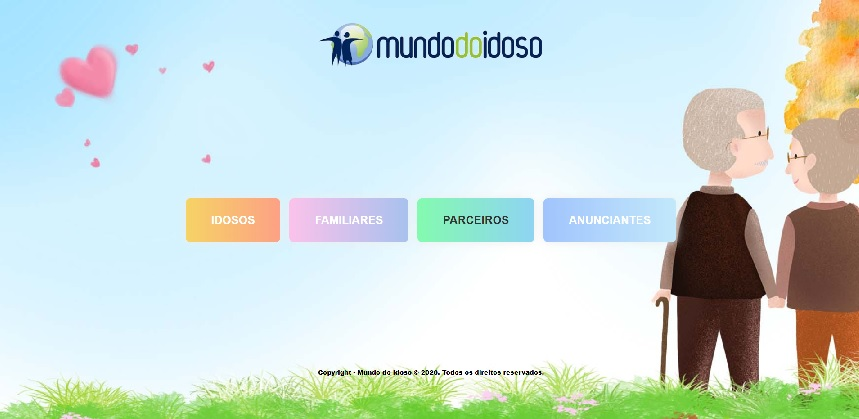 mundodoidoso
IDOSOS FAMILIARES PARCEIROS ANUNCIANTES
Copyright - Mundo do Idoso © 2020. Todos os direitos reservados.